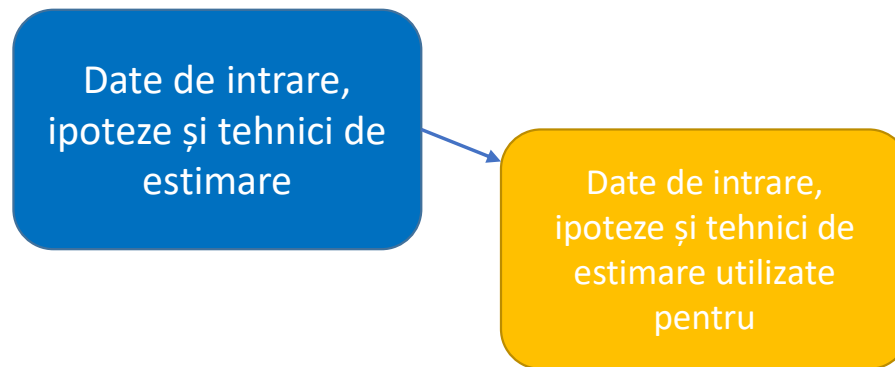 Date de intrare,
ipoteze și tehnici de
estimare
Date de intrare,
ipoteze și tehnici de
estimare utilizate
pentru